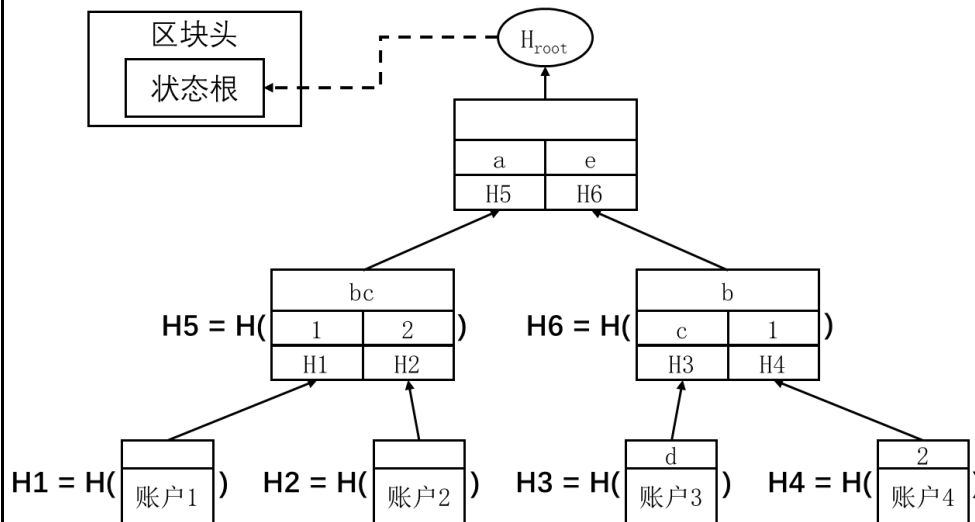 区块头
状态根
Hroot
a e
H5 H6
bc
H5 = H( 1 2 )
H1 H2
b
H6 = H( c 1 )
H3 H4
H1 = H( 账户1 )
H2 = H( 账户2 )
d
H3 = H( 账户3 )
2
H4 = H( 账户4 )